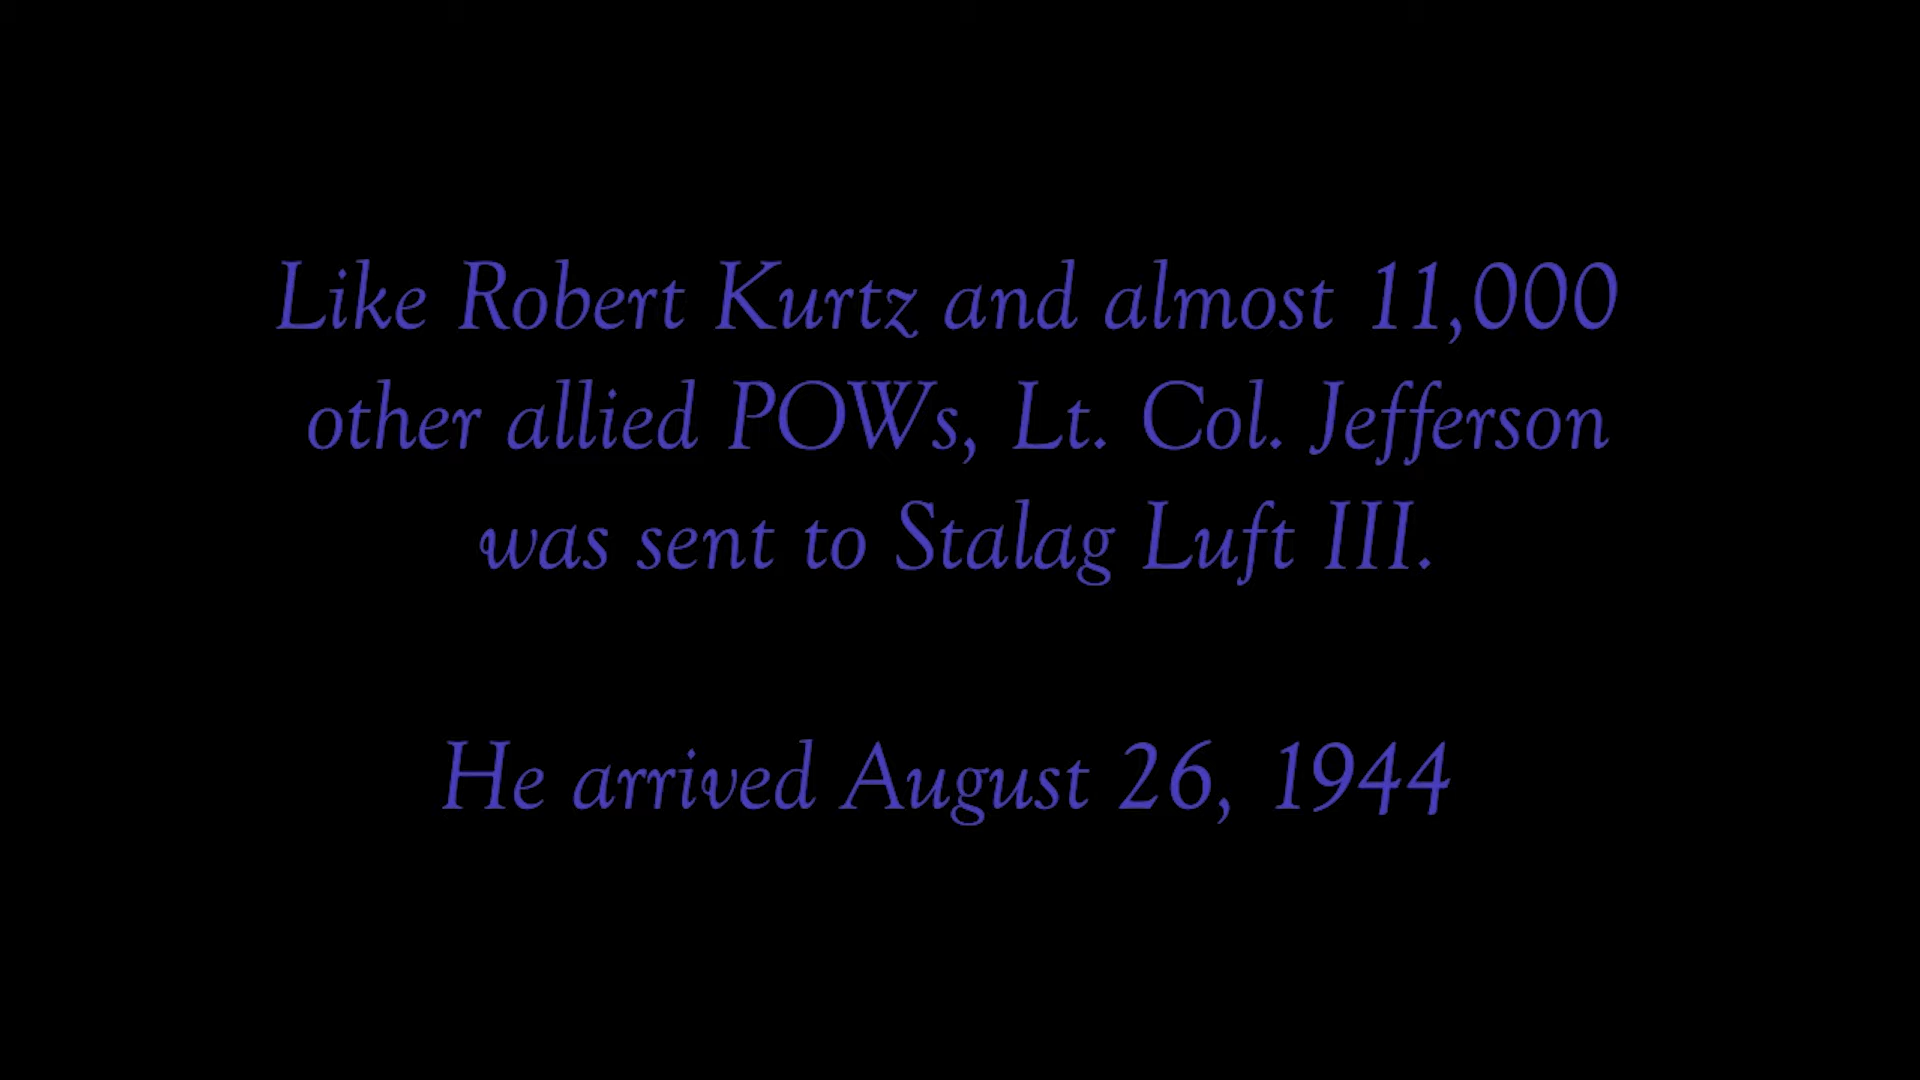 Like Robert Kurtz and almost 11,000
other allied POWs, Lt. Col. Jefferson
was sent to Stalag Luft III.
He arrived August 26, 1944